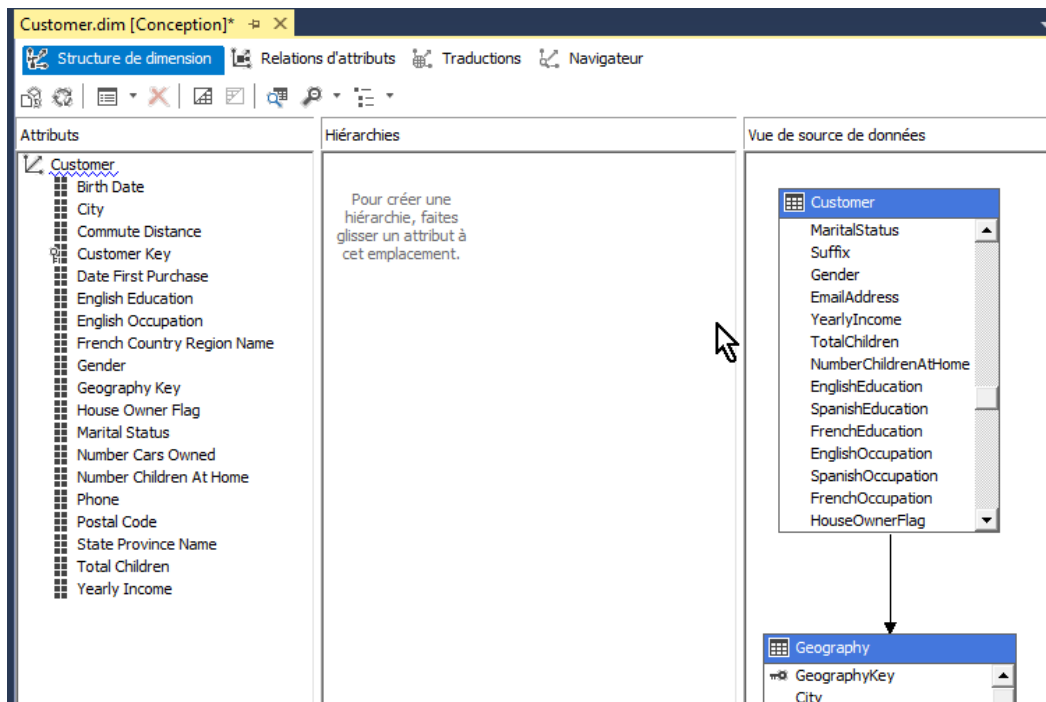 Customer.dim [Conception]*
Structure de dimension Relations d'attributs Traductions Navigateur
Attributs
Customer
Birth Date
City
Commute Distance
Customer Key
Date First Purchase
English Education
English Occupation
French Country Region Name
Gender
Geography Key
House Owner Flag
Marital Status
Number Cars Owned
Number Children At Home
Phone
Postal Code
State Province Name
Total Children
Yearly Income
Hiérarchies
Pour créer une
hiérarchie, faites
glisser un attribut à
cet emplacement.
Vue de source de données
Customer
MaritalStatus
Suffix
Gender
EmailAddress
YearlyIncome
TotalChildren
NumberChildrenAtHome
EnglishEducation
SpanishEducation
FrenchEducation
EnglishOccupation
SpanishOccupation
FrenchOccupation
HouseOwnerFlag
Geography
GeographyKey
City